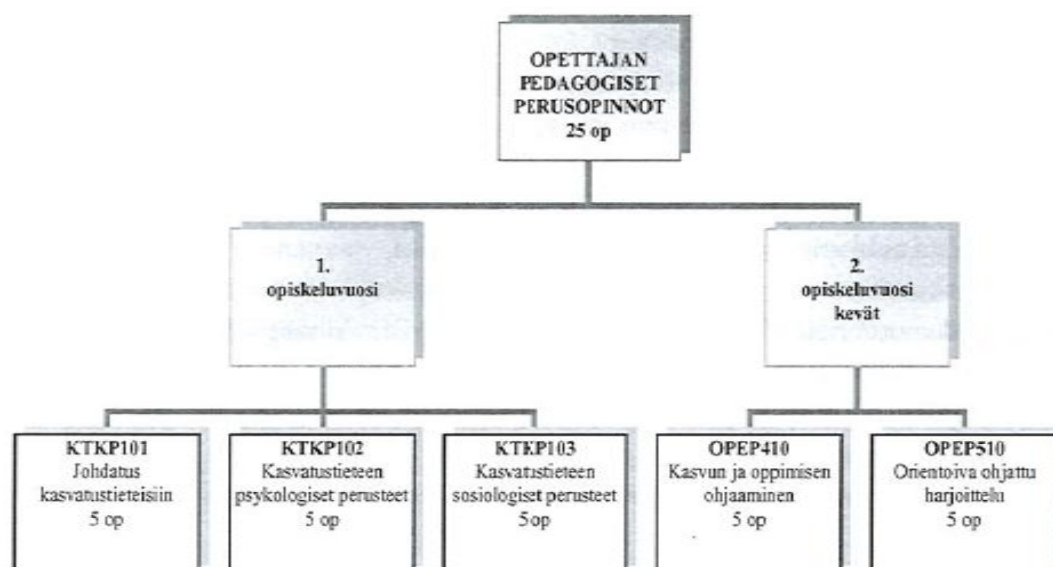 OPETTAJAN
PEDAGOGISET
PERUSOPINNOT
25 op
1.
opiskeluvuosi
2.
opiskeluvuosi
kevät
KTKP101
Johdatus
kasvatustieteisiin
5 op
KTKP102
Kasvatustieteen
psykologiset perusteet
5 op
KTKP103
Kasvatustieteen
sosiologiset perusteet
5 op
OPEP410
Kasvun ja oppimisen
ohjaaminen
5 op
OPEP510
Orientoiva ohjattu
harjoittelu
5 op